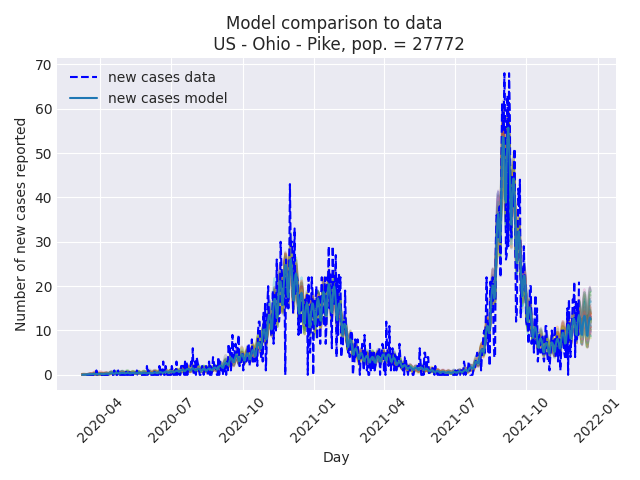 Model comparison to data
US - Ohio - Pike, pop. = 27772
new cases data
new cases model
Number of new cases reported
70
60
50
40
30
20
10
0
2020-04
2020-07
2020-10
2021-01
2021-04
2021-07
2021-10
2022-01
Day